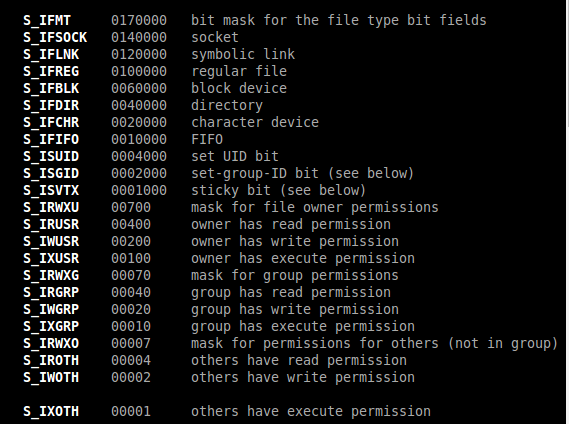 S_IFMT 0170000 bit mask for the file type bit fields
S_IFSOCK 0140000 socket
S_IFLNK 0120000 symbolic link
S_IFREG 0100000 regular file
S_IFBLK 0060000 block device
S_IFDIR 0040000 directory
S_IFCHR 0020000 character device
S_IFIFO 0010000 FIFO
S_ISUID 0004000 set UID bit
S_ISGID 0002000 set-group-ID bit (see below)
S_ISVTX 0001000 sticky bit (see below)
S_IRWXU 00700 mask for file owner permissions
S_IRUSR 00400 owner has read permission
S_IWUSR 00200 owner has write permission
S_IXUSR 00100 owner has execute permission
S_IRWXG 00070 mask for group permissions
S_IRGRP 00040 group has read permission
S_IWGRP 00020 group has write permission
S_IXGRP 00010 group has execute permission
S_IRWXO 00007 mask for permissions for others (not in group)
S_IROTH 00004 others have read permission
S_IWOTH 00002 others have write permission
S_IXOTH 00001 others have execute permission